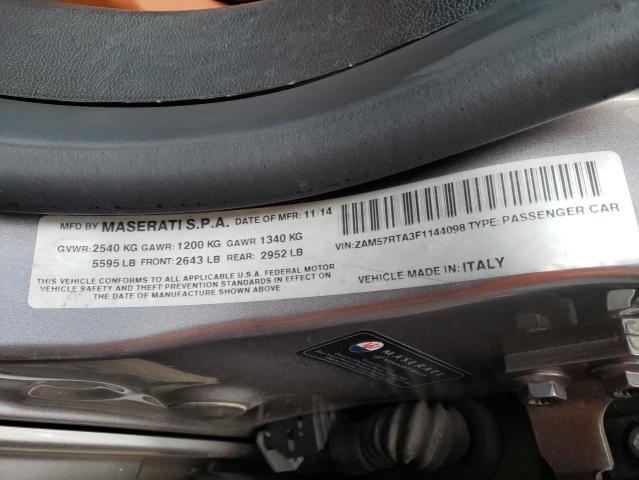 MFD BY MASERATI S.P.A. DATE OF MFR: 11/14
GVWR: 2540 KG GAWR: 1200 KG GAWR 1340 KG
5595 LB FRONT: 2643 LB REAR: 2952 LB
THIS VEHICLE CONFORMS TO ALL APPLICABLE U.S.A. FEDERAL MOTOR
VEHICLE SAFETY AND THEFT PREVENTION STANDARDS IN EFFECT ON
THE DATE OF MANUFACTURE SHOWN ABOVE
VIN: ZAM57RTA3F1144098 TYPE: PASSENGER CAR
VEHICLE MADE IN: ITALY
MASERATI